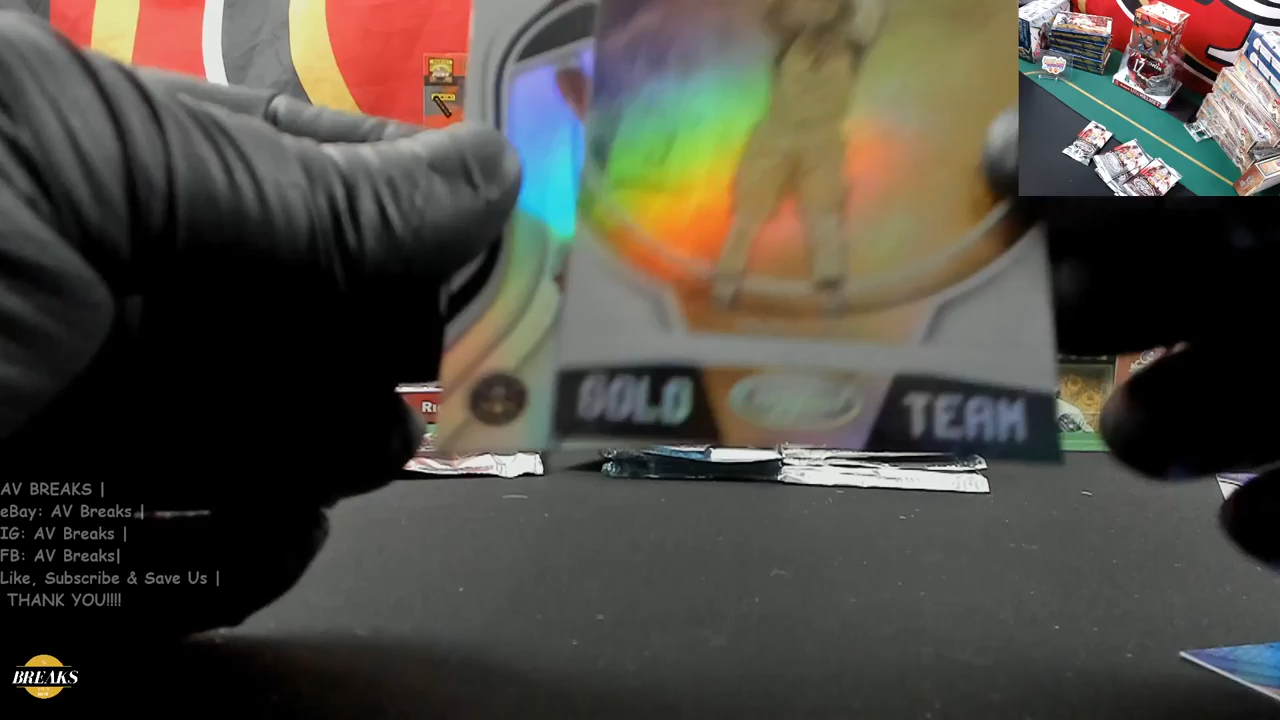 GOLD TEAM
Ri
AV BREAKS |
eBay: AV Breaks |
IG: AV Breaks |
FB: AV Breaks|
Like, Subscribe & Save Us |
THANK YOU!!!!
BREAKS